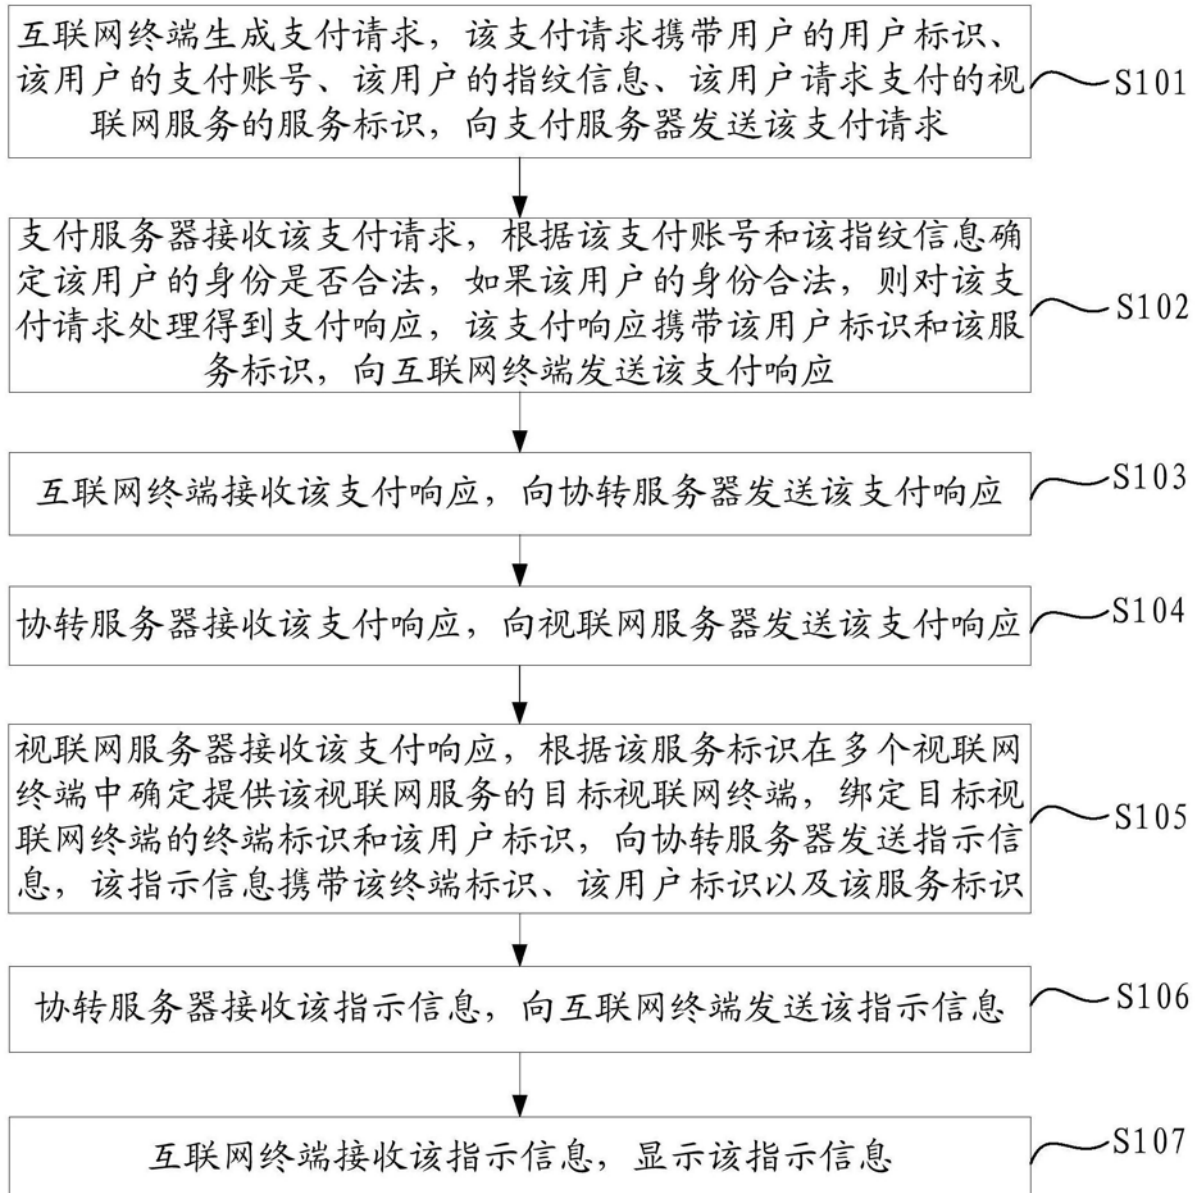 互联网终端生成支付请求，该支付请求携带用户的用户标识、
该用户的支付账号、该用户的指纹信息、该用户请求支付的视
联网服务的服务标识，向支付服务器发送该支付请求
S101
支付服务器接收该支付请求，根据该支付账号和该指纹信息确
定该用户的身份是否合法，如果该用户的身份合法，则对该支
付请求处理得到支付响应，该支付响应携带该用户标识和该服
务标识，向互联网终端发送该支付响应
S102
互联网终端接收该支付响应，向协转服务器发送该支付响应
S103
协转服务器接收该支付响应，向视联网服务器发送该支付响应
S104
视联网服务器接收该支付响应，根据该服务标识在多个视联网
终端中确定提供该视联网服务的目标视联网终端，绑定目标视
联网终端的终端标识和该用户标识，向协转服务器发送指示信
息，该指示信息携带该终端标识、该用户标识以及该服务标识
S105
协转服务器接收该指示信息，向互联网终端发送该指示信息
S106
互联网终端接收该指示信息，显示该指示信息
S107